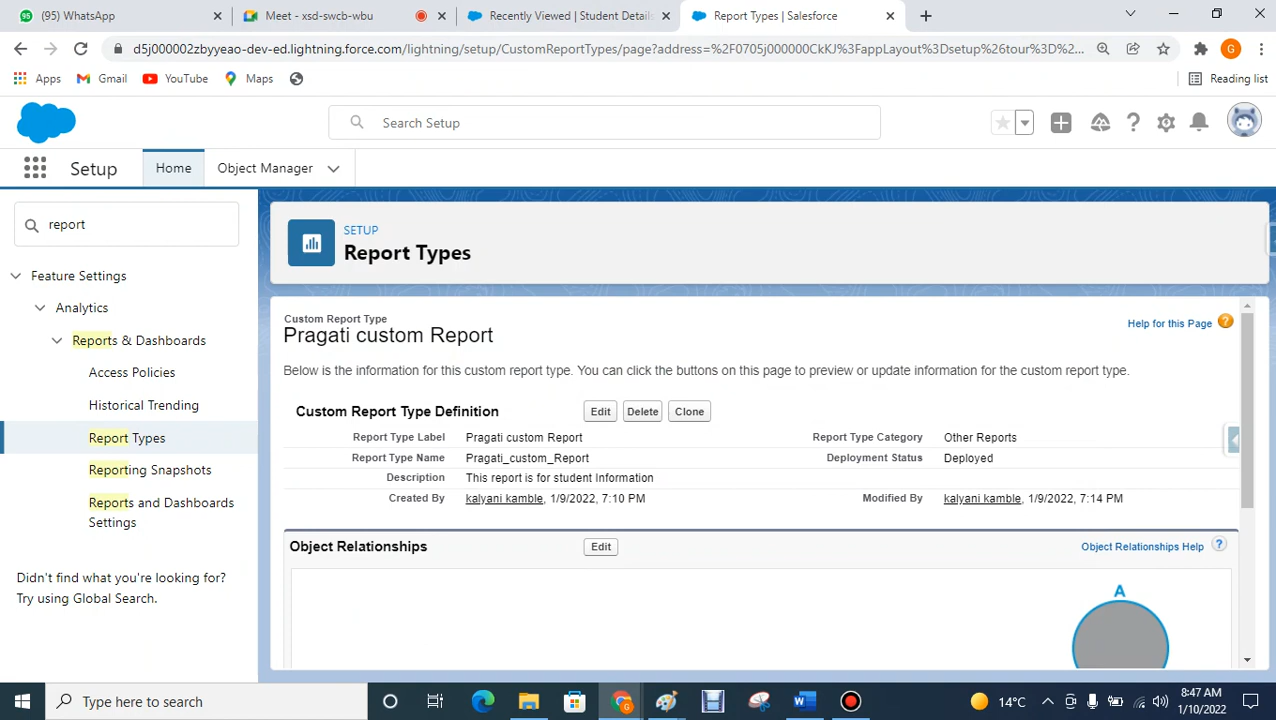 (95) WhatsApp
Meet - xsd-swcb-wbu
Recently Viewed | Student Details
Report Types | Salesforce
d5j000002zbyyeao-dev-ed.lightning.force.com/lightning/setup/CustomReportTypes/page?address=%2F0705j000000CkKJ%3FappLayout%3Dsetup%26tour%3D%2...
Apps
Gmail
YouTube
Maps
Reading list
Search Setup
Setup
Home
Object Manager
report
Feature Settings
Analytics
Reports & Dashboards
Access Policies
Historical Trending
Report Types
Reporting Snapshots
Reports and Dashboards
Settings
Didn't find what you're looking for?
Try using Global Search.
SETUP
Report Types
Custom Report Type
Pragati custom Report
Help for this Page
Below is the information for this custom report type. You can click the buttons on this page to preview or update information for the custom report type.
Custom Report Type Definition
Edit
Delete
Clone
Report Type Label Pragati custom Report
Report Type Category Other Reports
Report Type Name Pragati_custom_Report
Deployment Status Deployed
Description This report is for student Information
Created By kalyani kamble, 1/9/2022, 7:10 PM
Modified By kalyani kamble, 1/9/2022, 7:14 PM
Object Relationships
Edit
Object Relationships Help ?
A
Type here to search
14°C
8:47 AM
1/10/2022